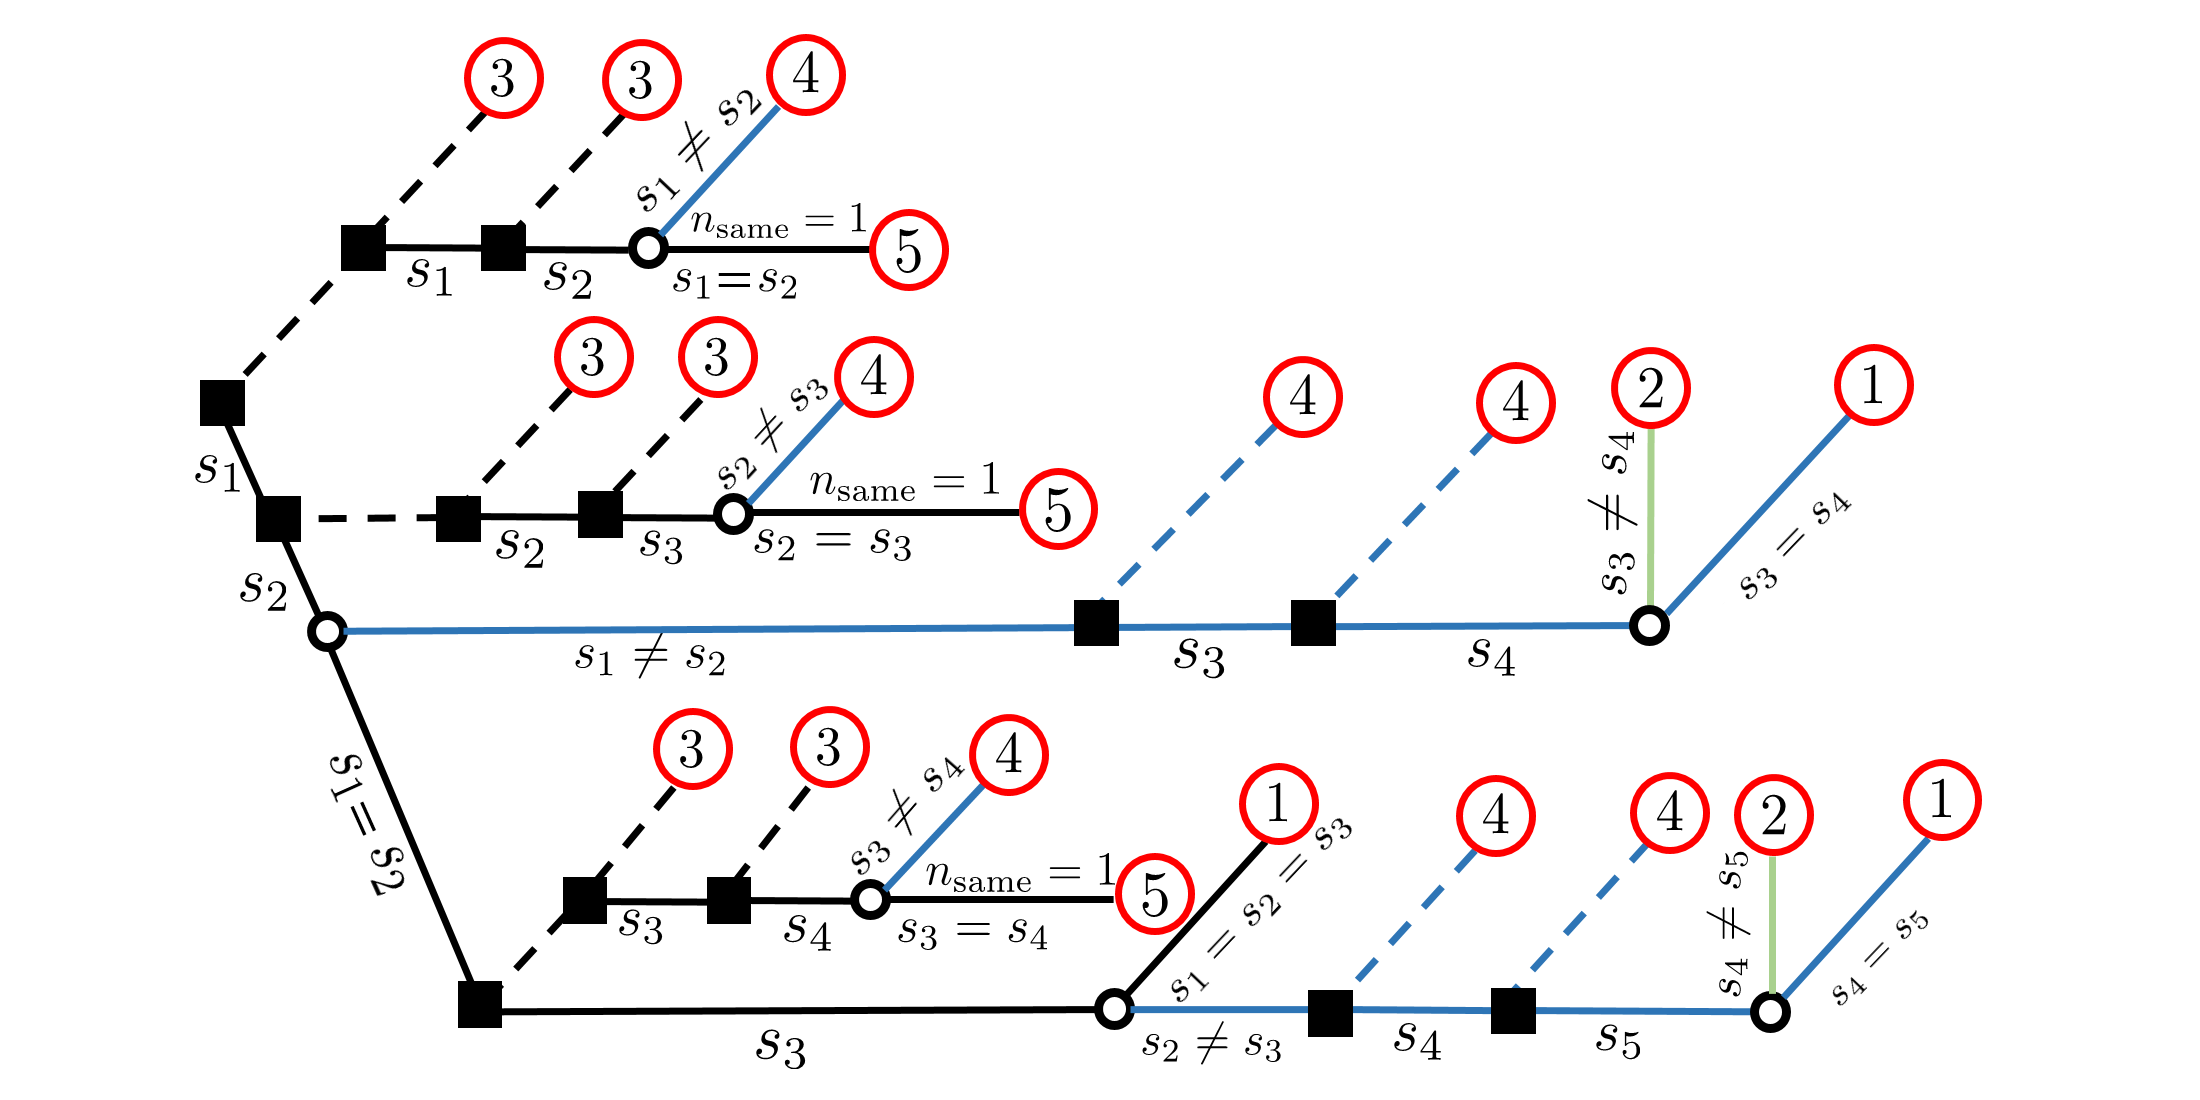 3 3 4
s₁ ≠ s₂
n_same = 1
5
s₁ s₂ s₁=s₂
3 3 4
s₂ ≠ s₃
4 4 2 1
s₁
n_same = 1
5
s₃ ≠ s₄
s₃ = s₄
s₂ s₃ s₂ = s₃
s₂
s₁ ≠ s₂ s₃ s₄
3 3 4
s₃ ≠ s₄
1
s₁ = s₂ = s₃
4 4 2 1
s₁= s₂
n_same = 1
5
s₄ ≠ s₅
s₄ = s₅
s₃ s₄ s₃ = s₄
s₃ s₂ ≠ s₃ s₄ s₅